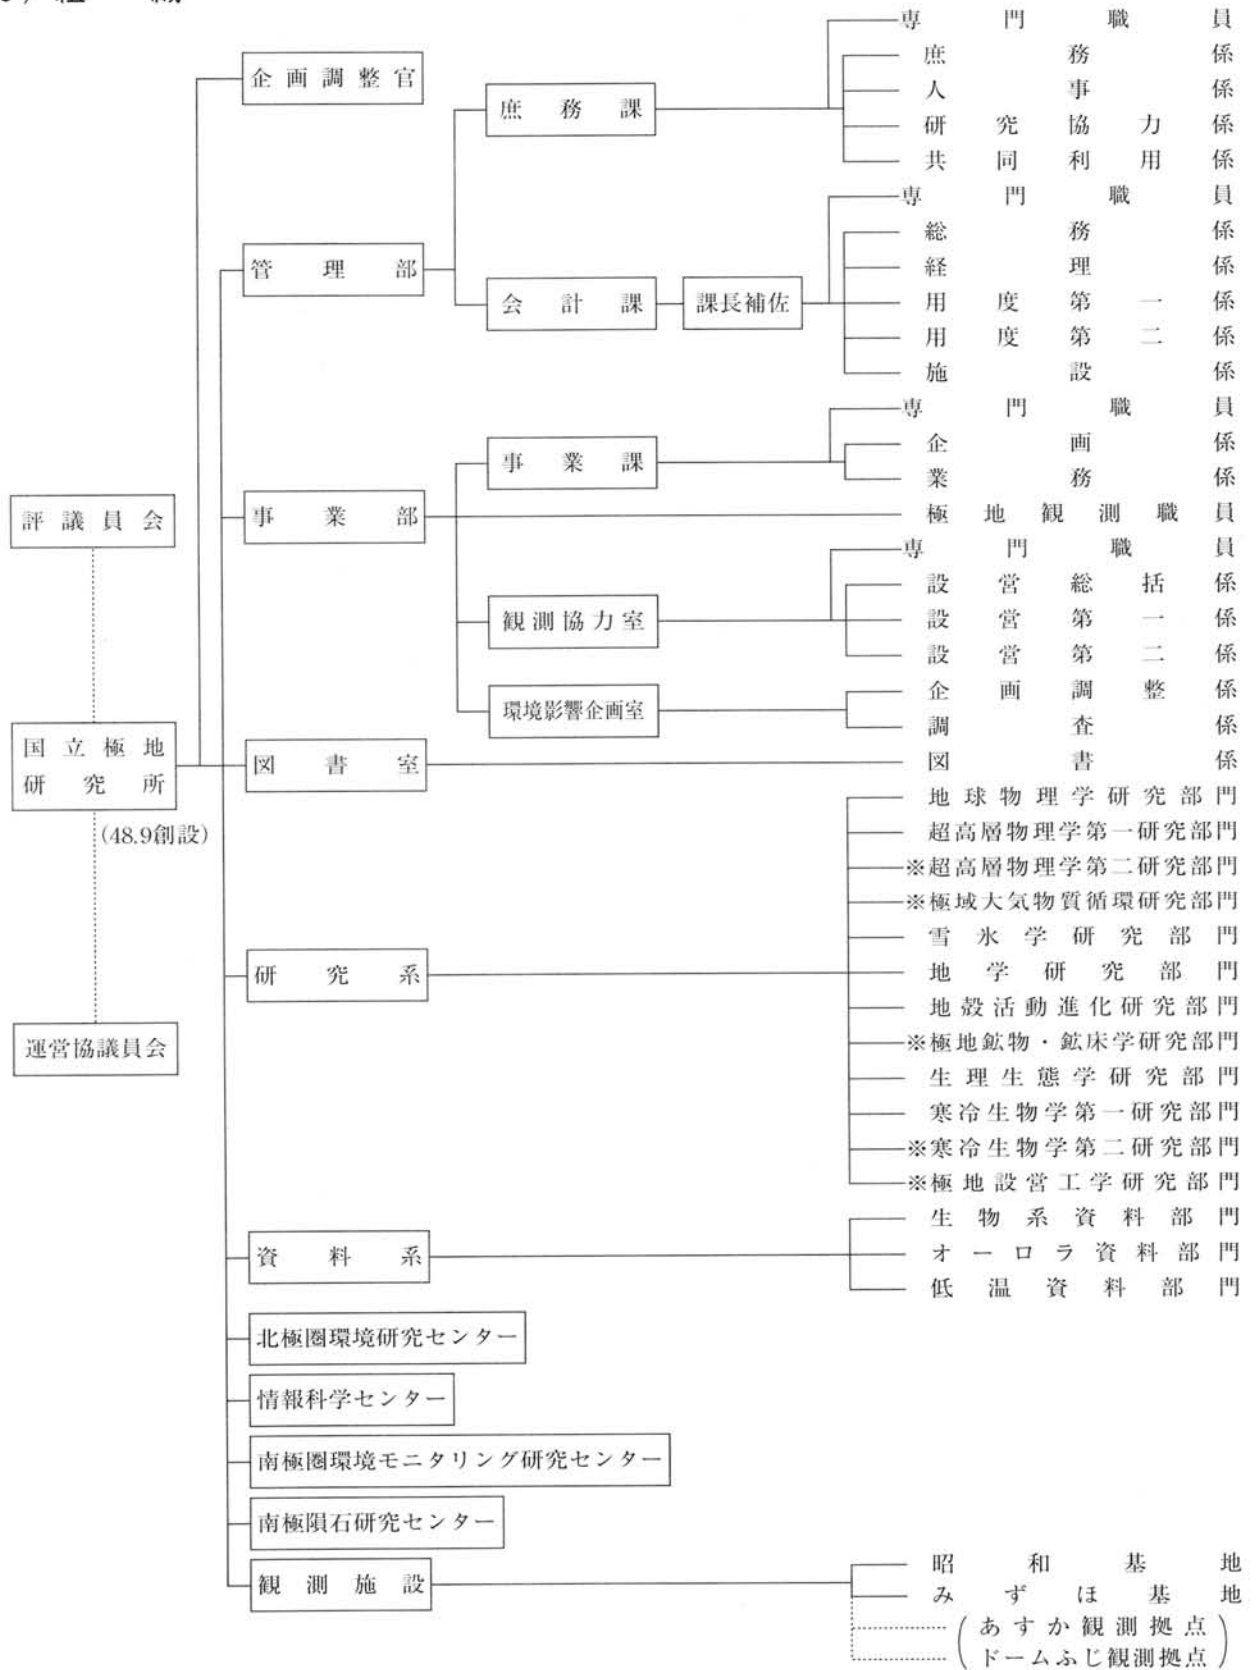 専門職員
庶務係
人事係
研究協力係
共同利用係
企画調整官
庶務課
専門職員
総務係
経理係
用度第一係
用度第二係
施設係
管理部
会計課
課長補佐
専門職員
企画係
業務係
事業課
極地観測職員
評議員会
事業部
専門職員
設営総括係
設営第一係
設営第二係
観測協力室
企画調整係
調査係
環境影響企画室
国立極地
研究所
(48.9創設)
図書室
図書係
地球物理学研究部門
超高層物理学第一研究部門
※超高層物理学第二研究部門
※極域大気物質循環研究部門
雪氷学研究部門
地学研究部門
地殻活動進化研究部門
※極地鉱物・鉱床学研究部門
生理生態学研究部門
寒冷生物学第一研究部門
※寒冷生物学第二研究部門
※極地設営工学研究部門
研究系
運営協議員会
生物系資料部門
オーロラ資料部門
低温資料部門
資料系
北極圏環境研究センター
情報科学センター
南極圏環境モニタリング研究センター
南極隕石研究センター
観測施設
昭和基地
みずほ基地
(あすか観測拠点
ドームふじ観測拠点)